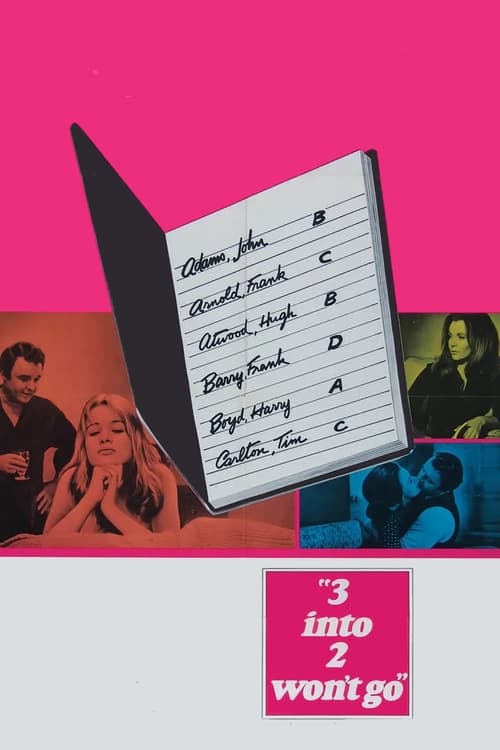 Adams, John B
Arnold, Frank C
Atwood, Hugh B
Barry, Frank D
Boyd, Harry A
Carlton, Tim C
"3
into
2
won't go"